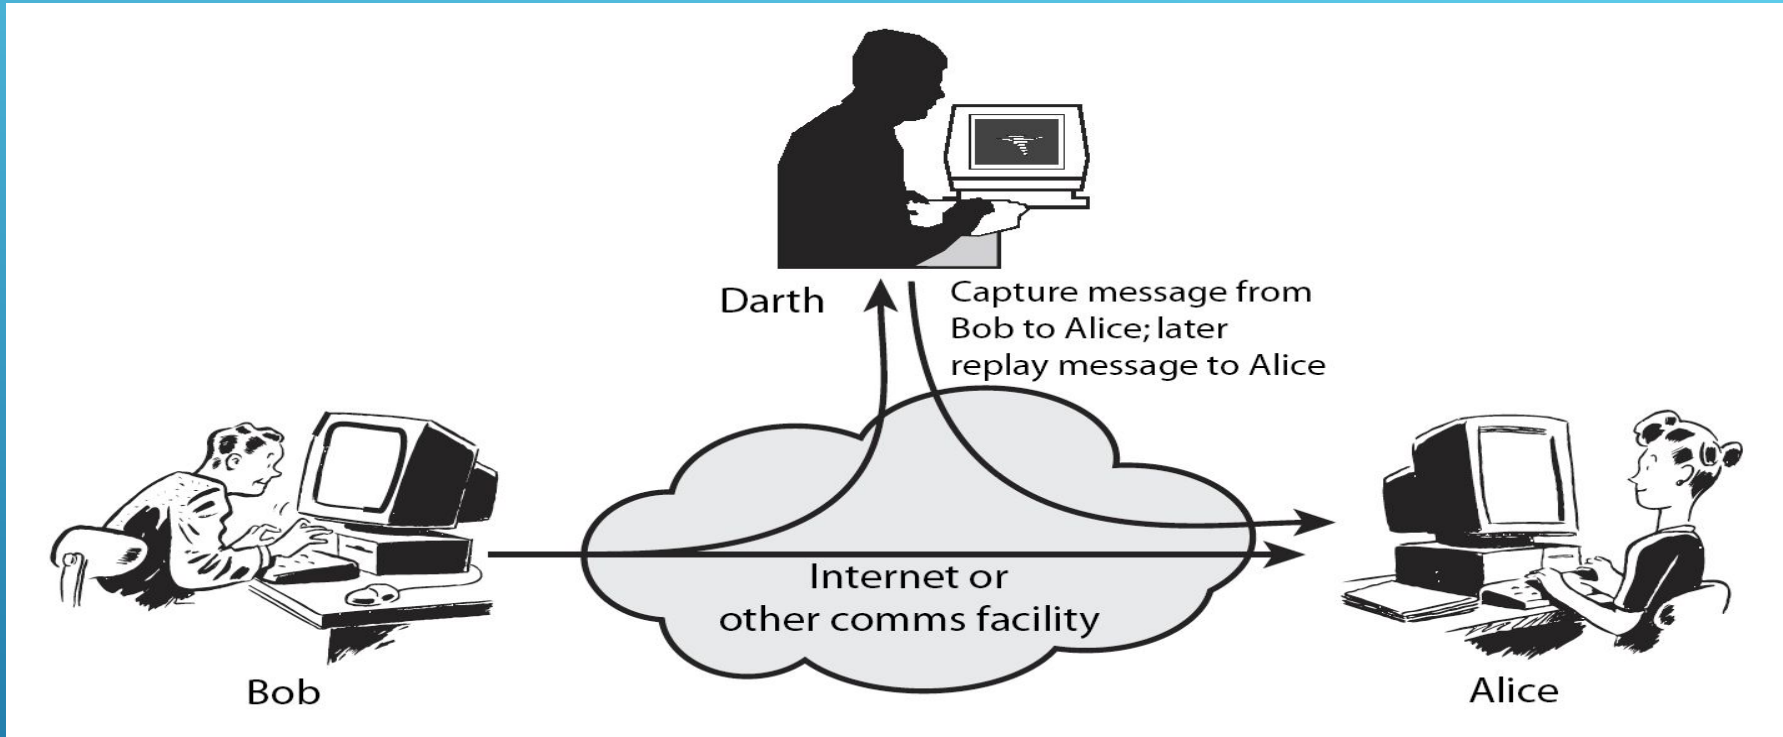 Darth
Capture message from
Bob to Alice; later
replay message to Alice
Internet or
other comms facility
Bob
Alice